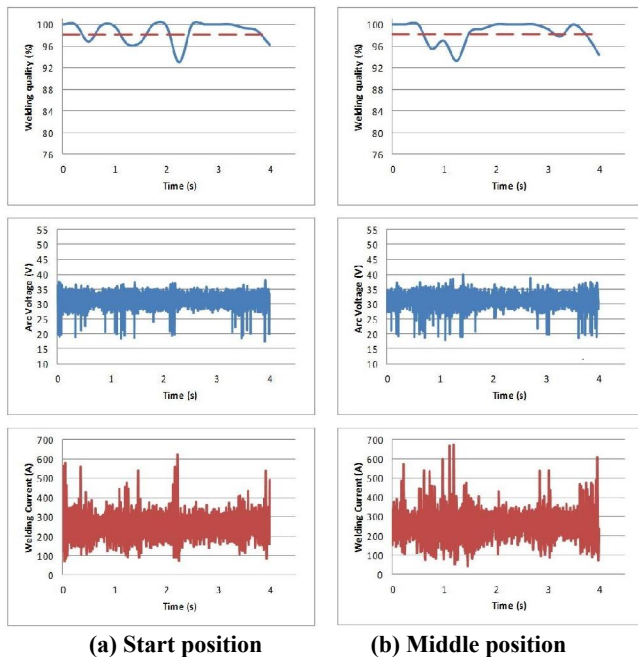 Welding quality (%)
100
96
92
88
84
80
76
0 1 2 3 4
Time (s)
Welding quality (%)
100
96
92
88
84
80
76
0 1 2 3 4
Time (s)
Arc Voltage (V)
55
50
45
40
35
30
25
20
15
10
0 1 2 3 4
Time (s)
Arc Voltage (V)
55
50
45
40
35
30
25
20
15
10
0 1 2 3 4
Time (s)
Welding Current (A)
700
600
500
400
300
200
100
0
0 1 2 3 4
Time (s)
Welding Current (A)
700
600
500
400
300
200
100
0
0 1 2 3 4
Time (s)
(a) Start position
(b) Middle position